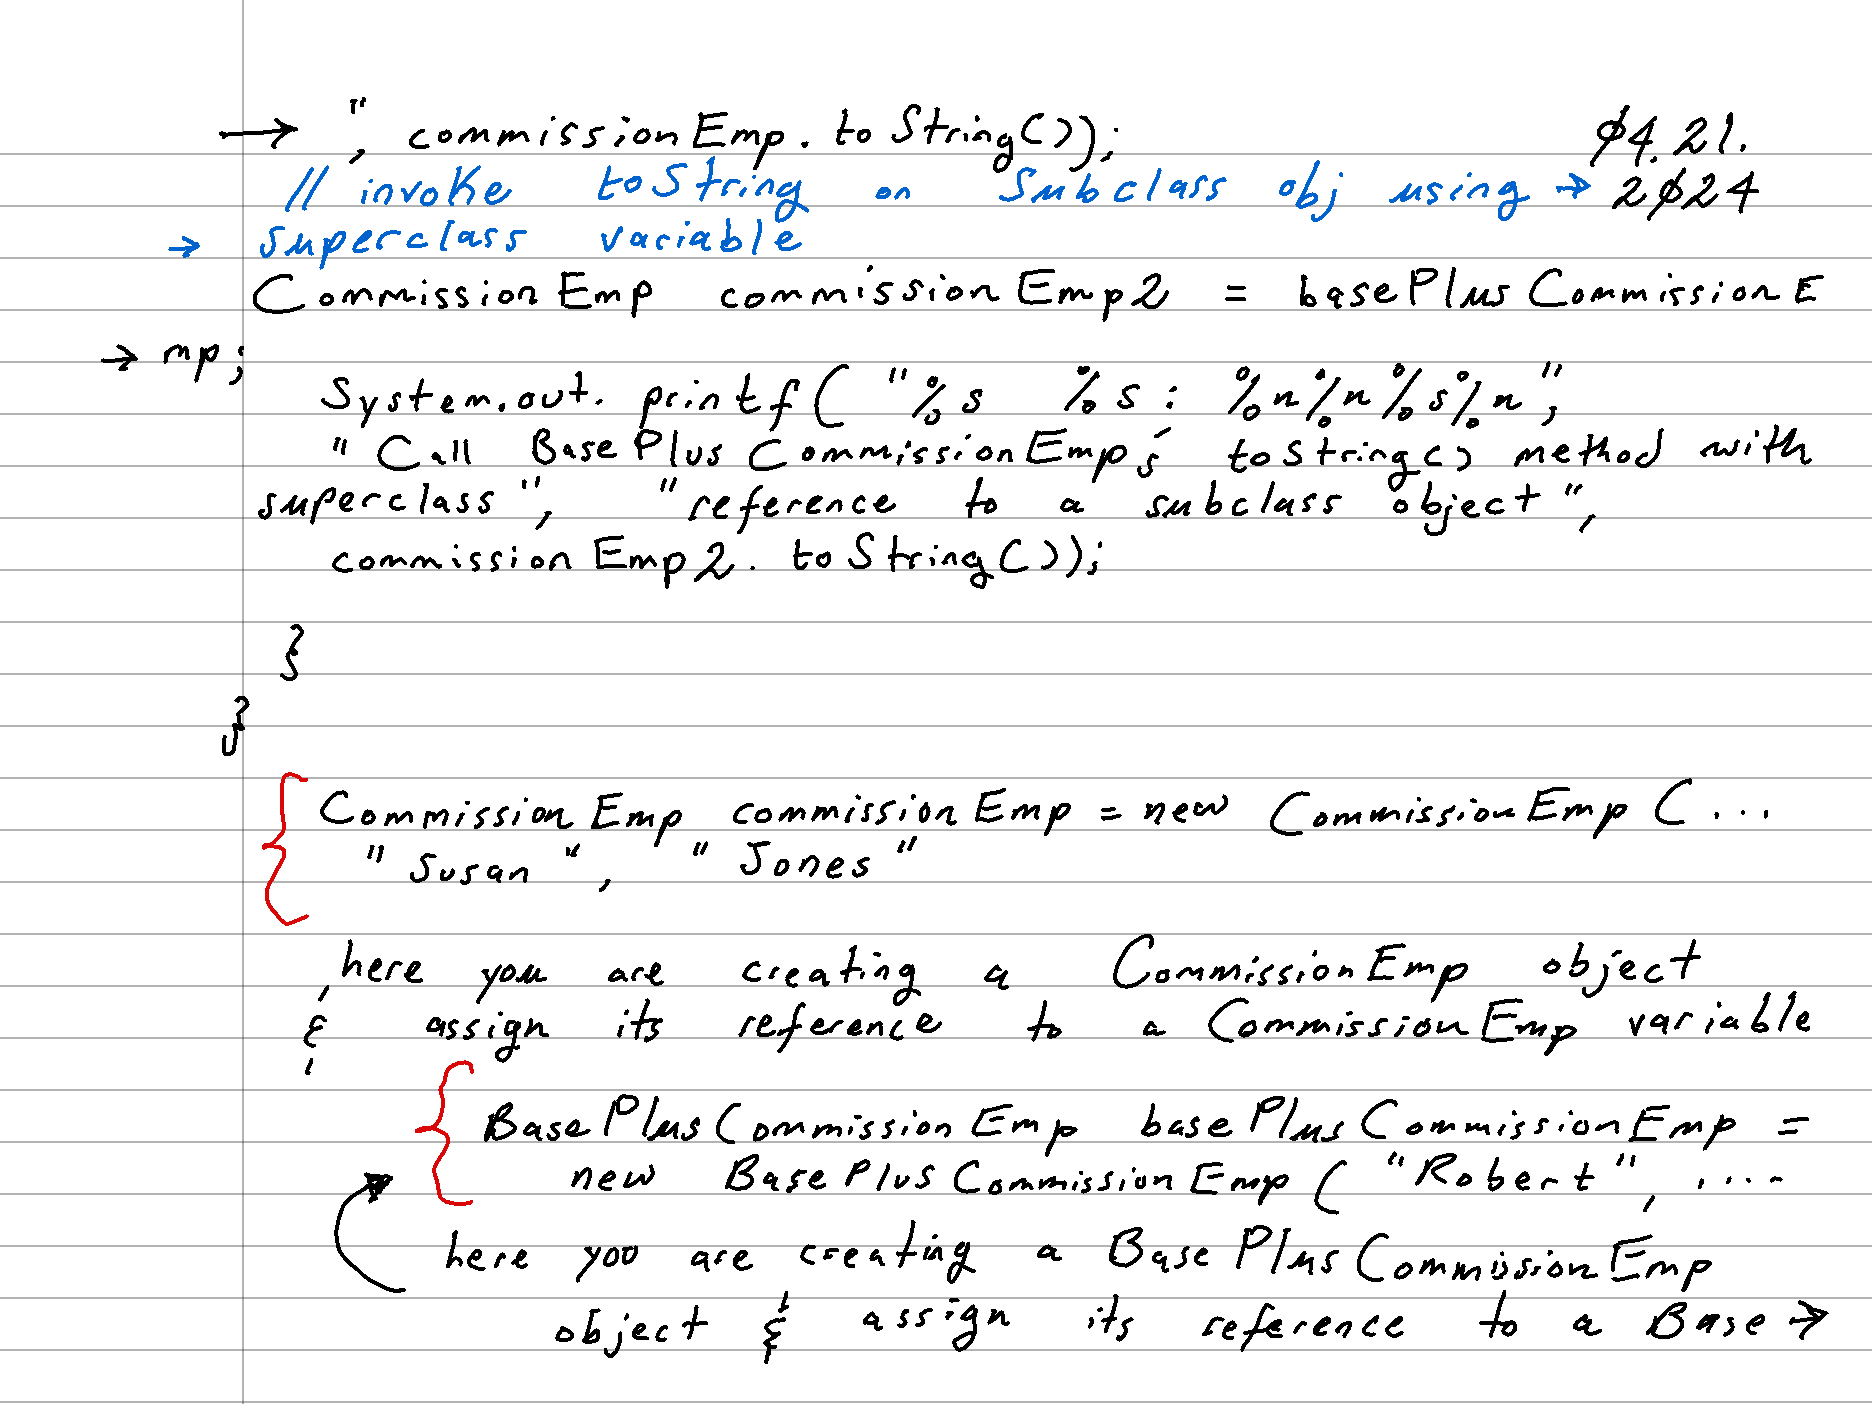 → ", commissionEmp.toString()); 04.21.
// invoke toString on Subclass obj using → 2024
→ superclass variable
CommissionEmp commissionEmp2 = basePlusCommissionE
→ mp;
System.out.printf("%s %s: %n%n%s%n",
"Call BasePlusCommissionEmp's toString() method with
superclass", "reference to a subclass object",
commissionEmp2.toString());
}
}
CommissionEmp commissionEmp = new CommissionEmp(...
"Susan", "Jones"
, here you are creating a CommissionEmp object
& assign its reference to a CommissionEmp variable
BasePlusCommissionEmp basePlusCommissionEmp =
new BasePlusCommissionEmp("Robert", ....
here you are creating a BasePlusCommissionEmp
object & assign its reference to a Base →